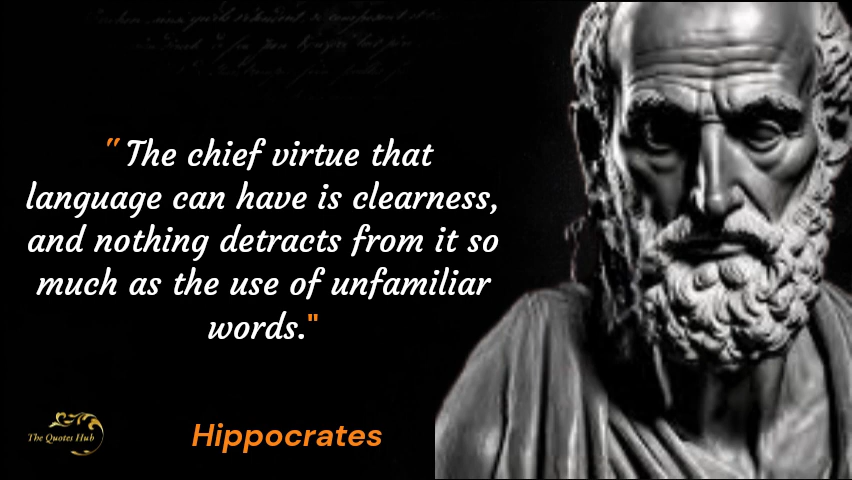 " The chief virtue that
language can have is clearness,
and nothing detracts from it so
much as the use of unfamiliar
words."
The Quotes Hub
Hippocrates